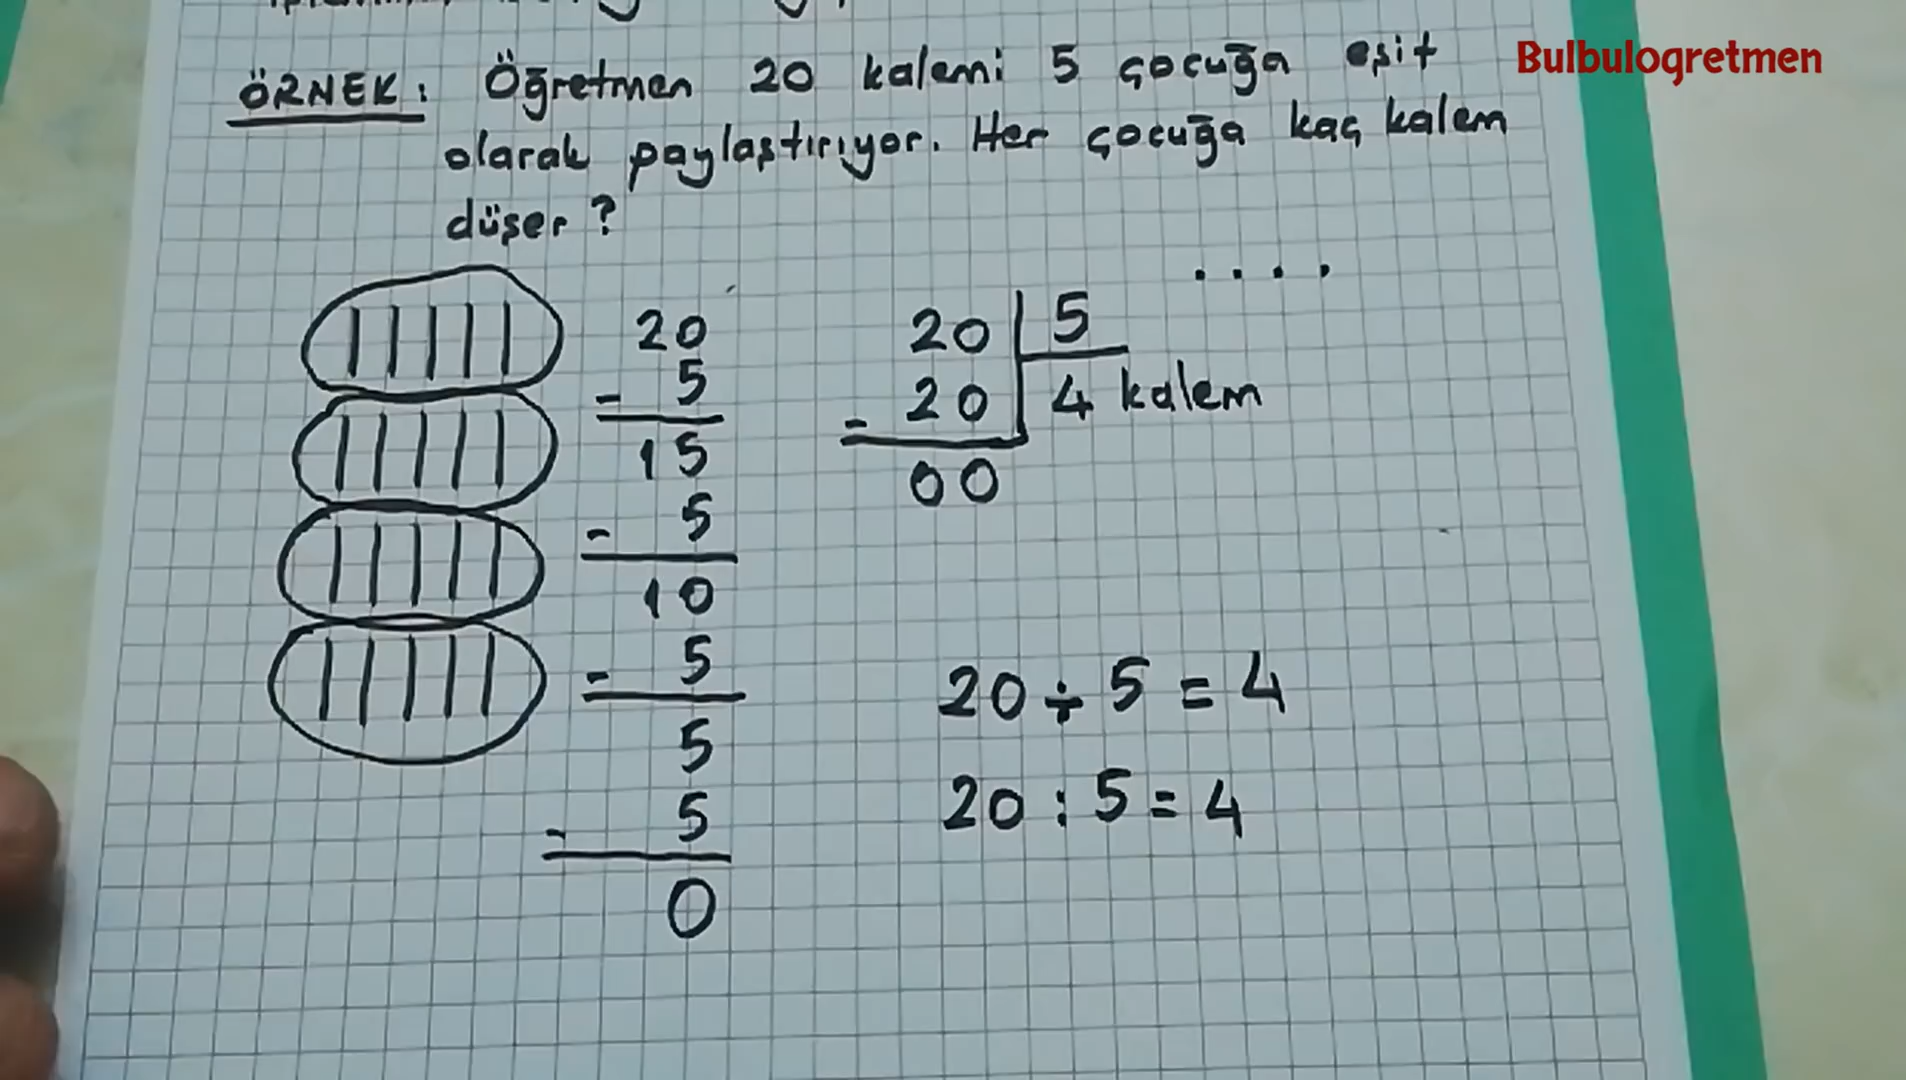 Bulbulogretmen
ÖRNEK: Öğretmen 20 kalemi 5 çocuğa eşit
olarak paylaştırıyor. Her çocuğa kaç kalem
düşer?
. . . .
20
- 5
15
- 5
10
- 5
5
- 5
0
20 | 5
- 20 | 4 kalem
00
20 ÷ 5 = 4
20 : 5 = 4